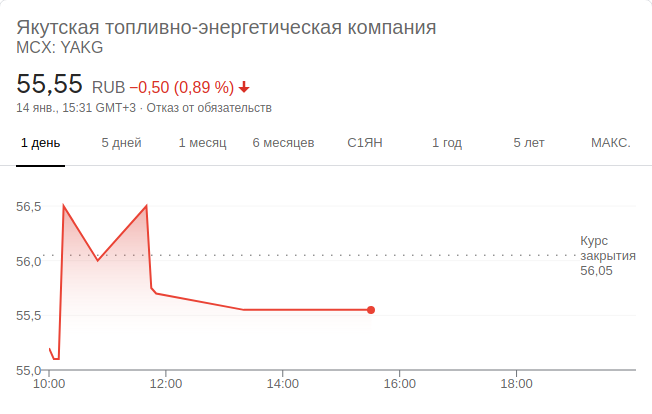 Якутская топливно-энергетическая компания
MCX: YAKG
55,55 RUB −0,50 (0,89 %)
14 янв., 15:31 GMT+3 · Отказ от обязательств
1 день 5 дней 1 месяц 6 месяцев С1ЯН 1 год 5 лет МАКС.
56,5
56,0
55,5
55,0
Курс
закрытия
56,05
10:00 12:00 14:00 16:00 18:00